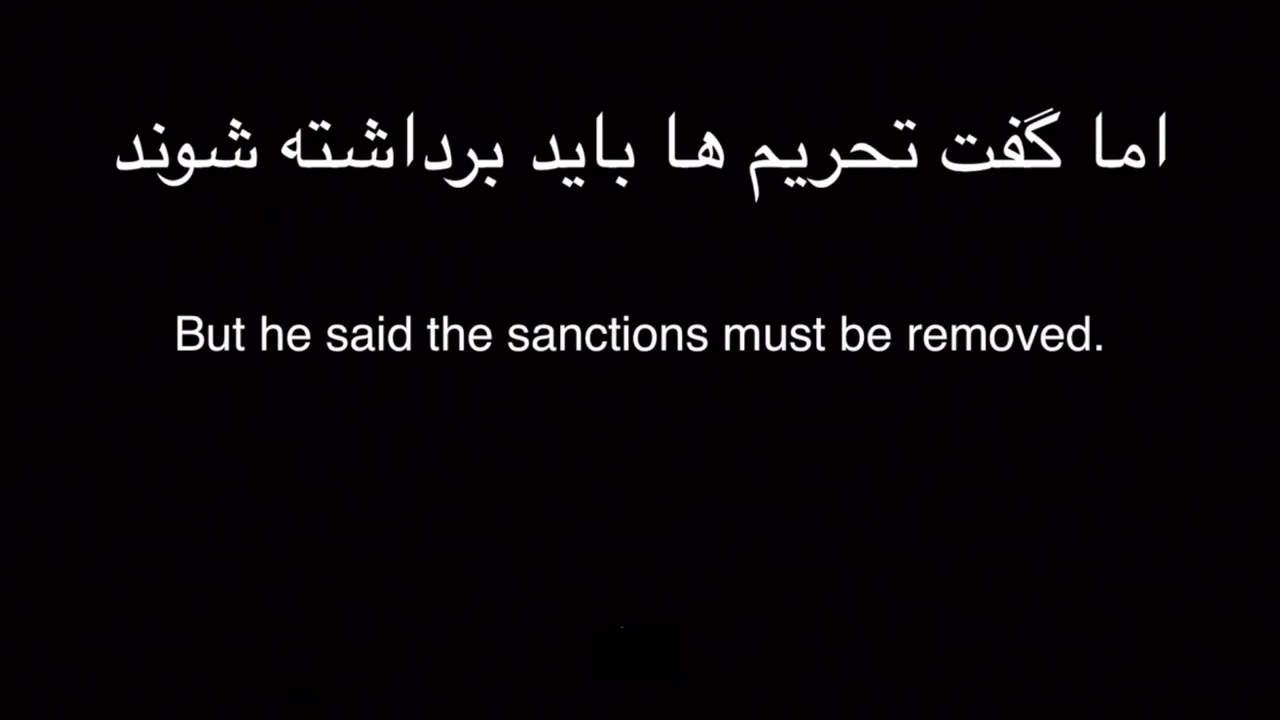 اما گفت تحریم ها باید برداشته شوند
But he said the sanctions must be removed.